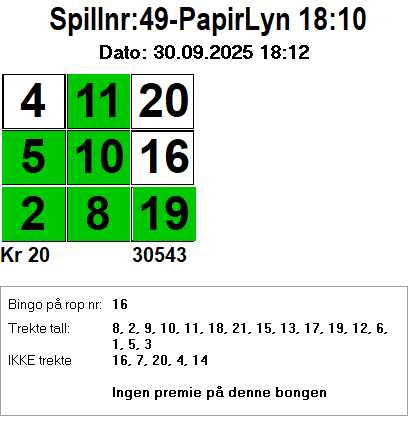 Spillnr:49-PapirLyn 18:10
Dato: 30.09.2025 18:12
4 11 20
5 10 16
2 8 19
Kr 20 30543
Bingo på rop nr: 16
Trekte tall: 8, 2, 9, 10, 11, 18, 21, 15, 13, 17, 19, 12, 6,
1, 5, 3
IKKE trekte 16, 7, 20, 4, 14
Ingen premie på denne bongen